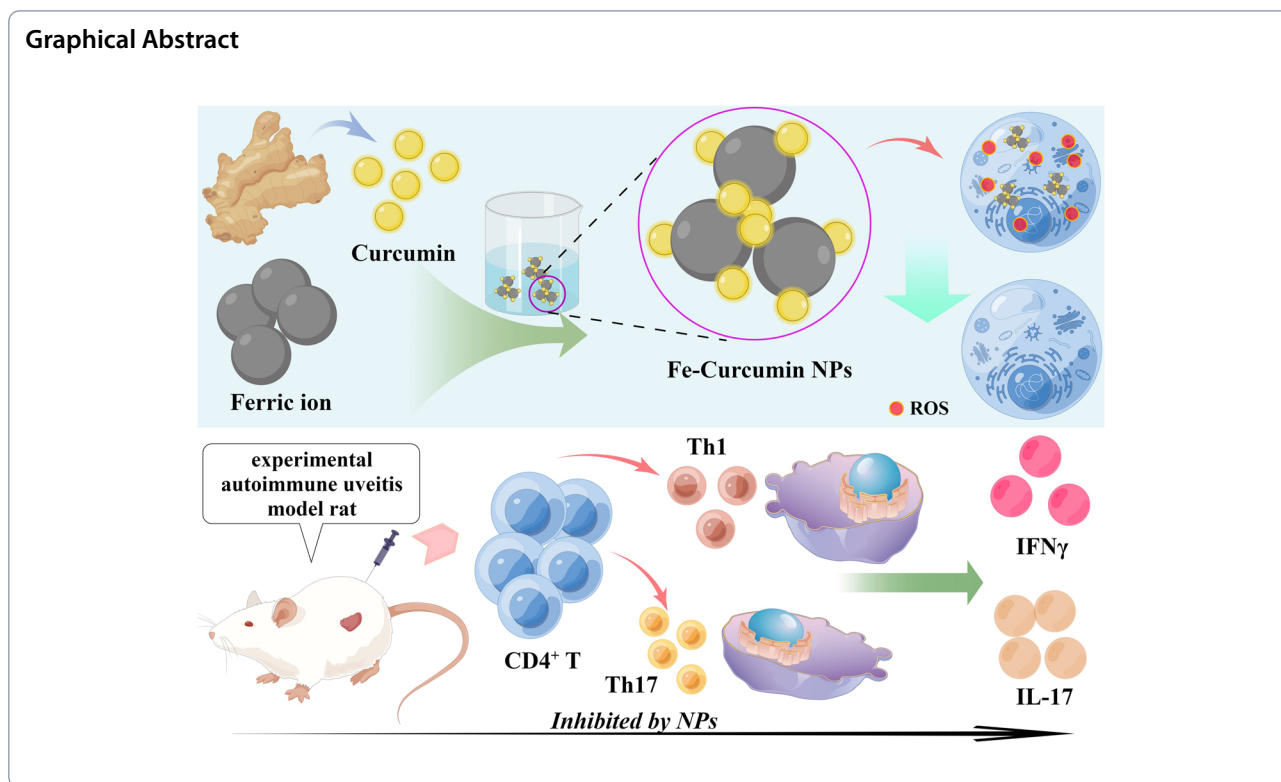 Graphical Abstract
Curcumin
Ferric ion
Fe-Curcumin NPs
ROS
experimental
autoimmune uveitis
model rat
CD4⁺ T
Th1
Th17
IFNγ
IL-17
Inhibited by NPs